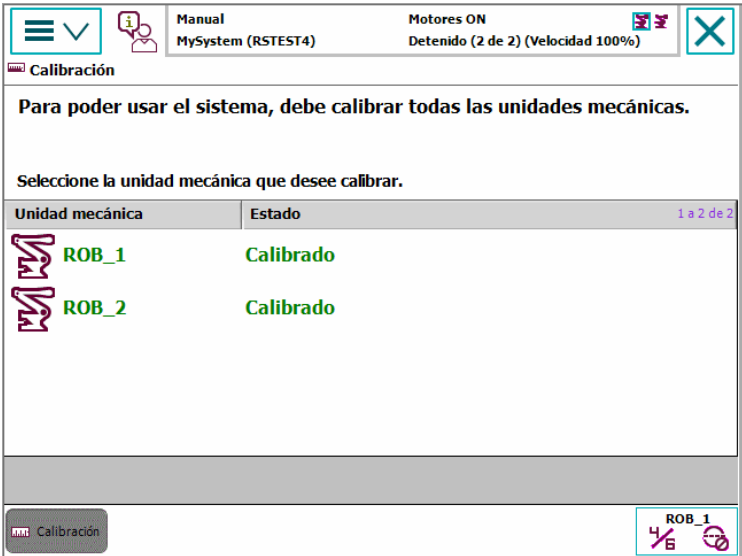 Manual
MySystem (RSTEST4)
Motores ON
Detenido (2 de 2) (Velocidad 100%)
Calibración
Para poder usar el sistema, debe calibrar todas las unidades mecánicas.
Seleccione la unidad mecánica que desee calibrar.
Unidad mecánica Estado 1 a 2 de 2
ROB_1 Calibrado
ROB_2 Calibrado
Calibración
ROB_1
4/6